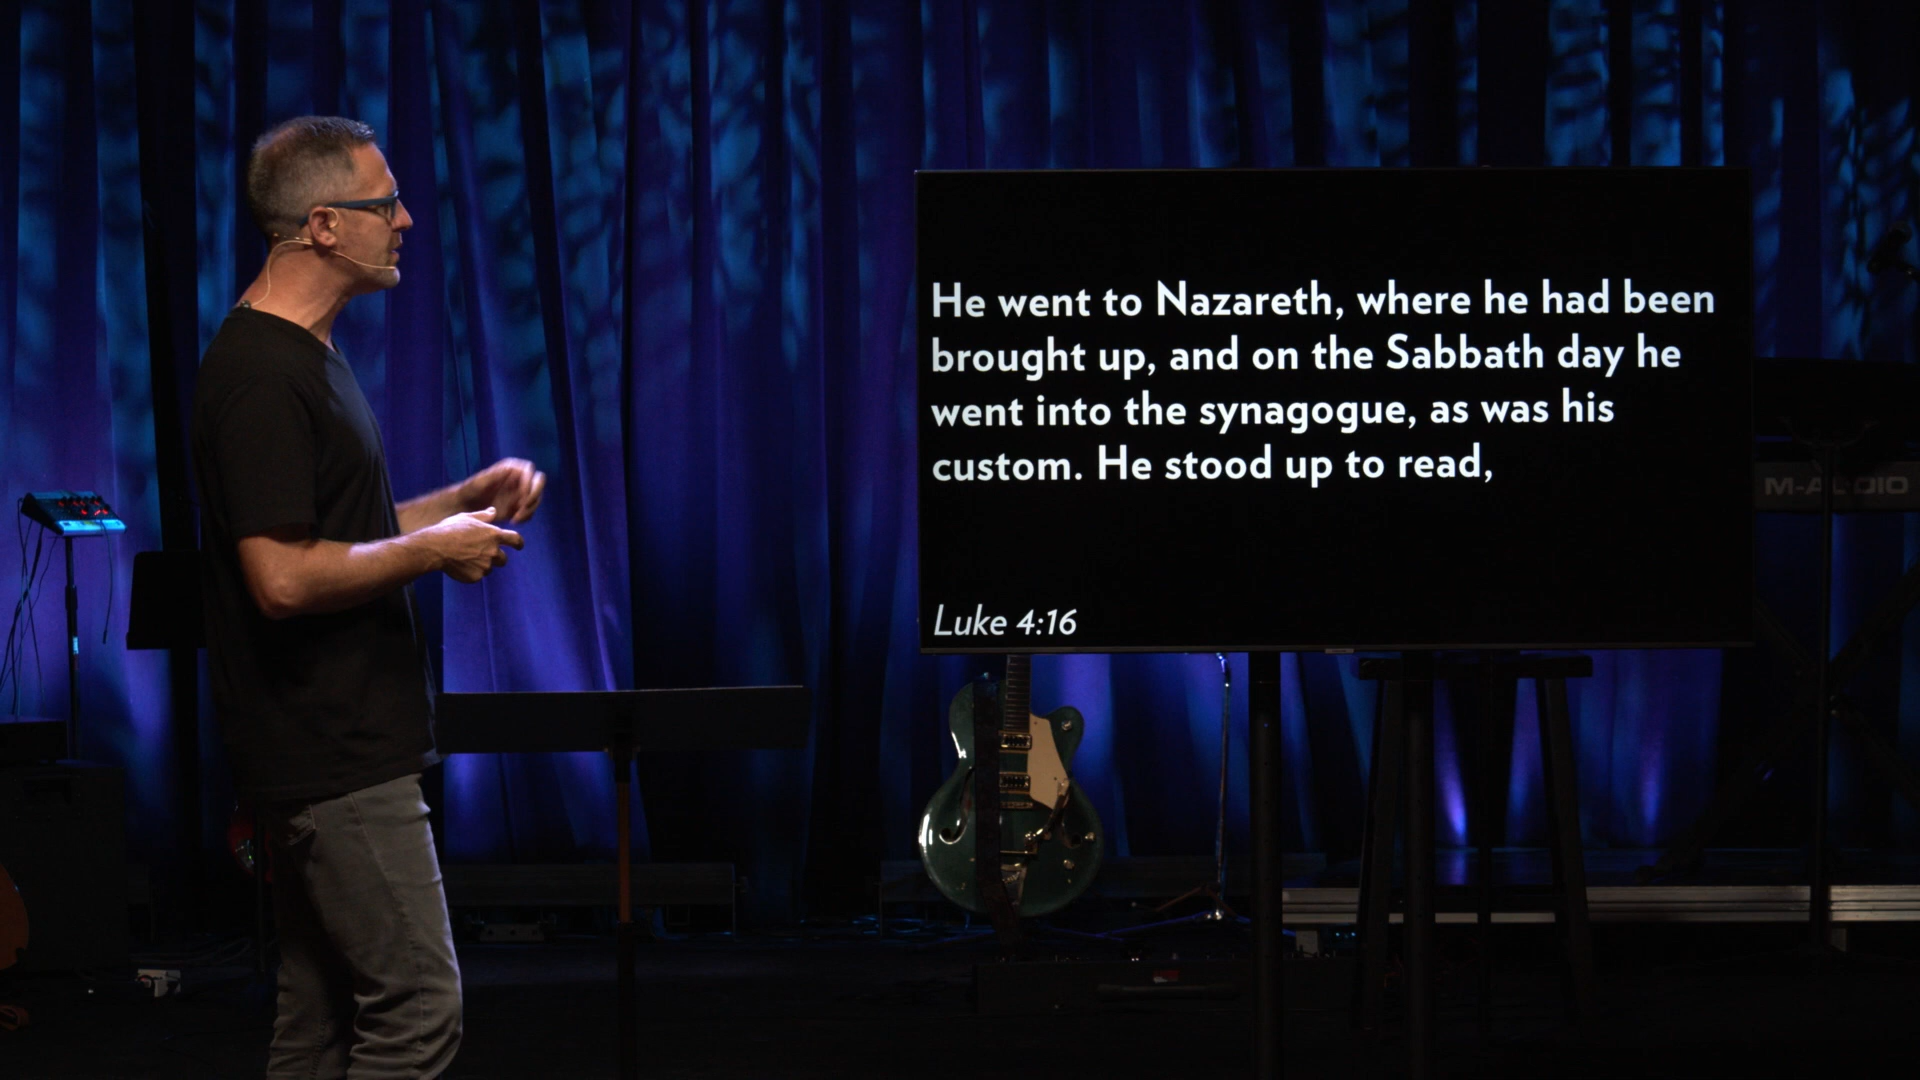 He went to Nazareth, where he had been
brought up, and on the Sabbath day he
went into the synagogue, as was his
custom. He stood up to read,
Luke 4:16
M-AUDIO